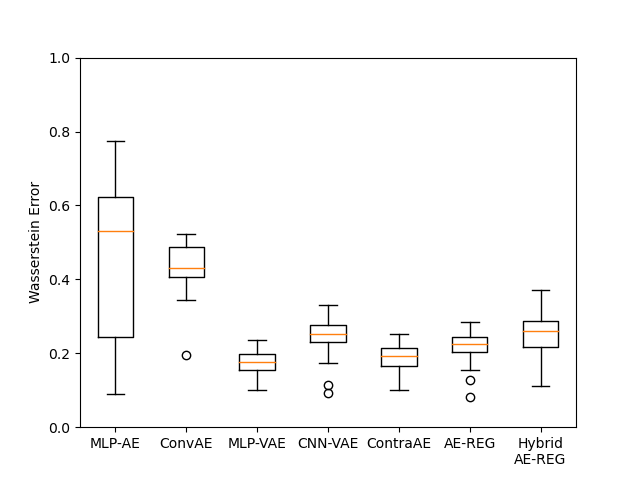 1.0
0.8
0.6
0.4
0.2
0.0
Wasserstein Error
MLP-AE
ConvAE
MLP-VAE
CNN-VAE
ContraAE
AE-REG
Hybrid
AE-REG